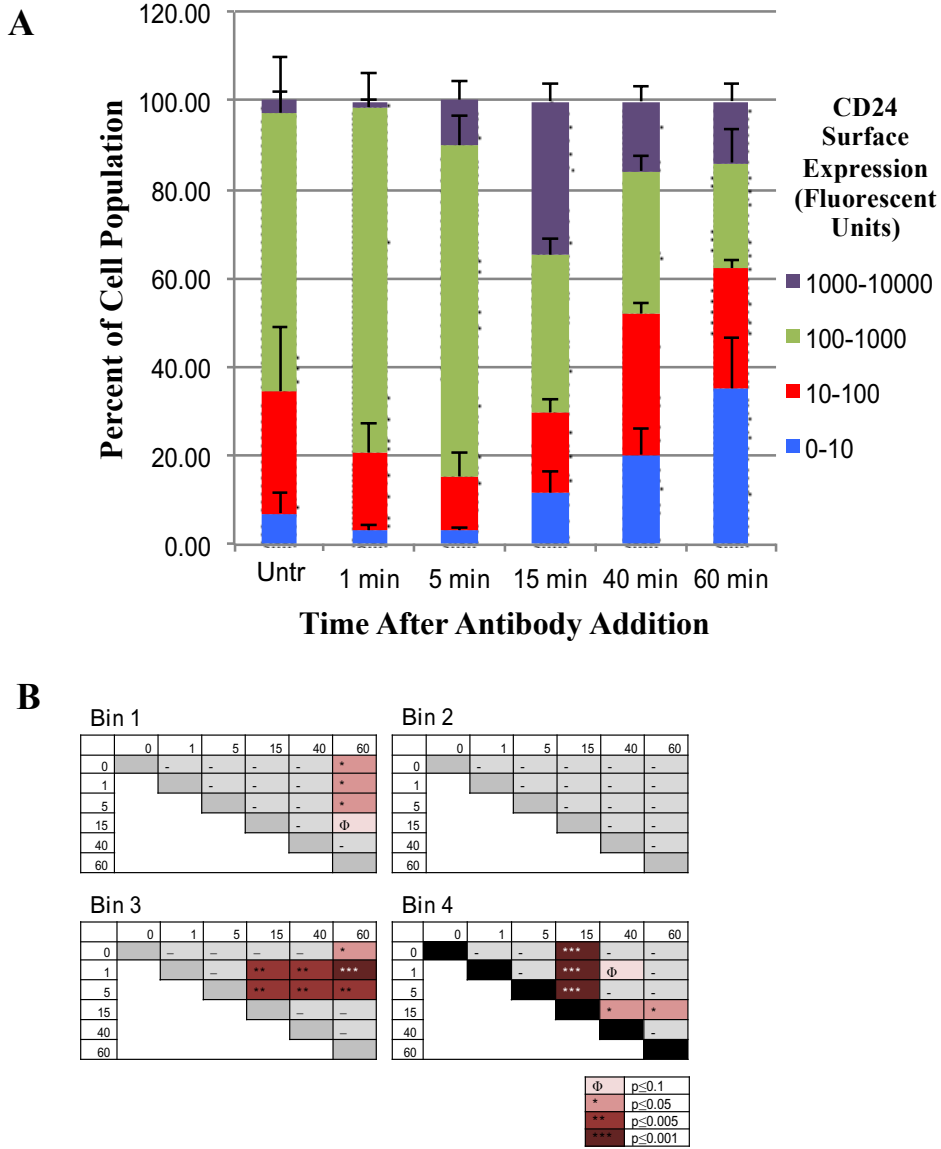 A
120.00
100.00
80.00
60.00
40.00
20.00
0.00
Percent of Cell Population
Untr 1 min 5 min 15 min 40 min 60 min
Time After Antibody Addition
CD24
Surface
Expression
(Fluorescent
Units)
1000-10000
100-1000
10-100
0-10
B
Bin 1
0 1 5 15 40 60
0 - - - - *
1 - - - *
5 - - *
15 - Φ
40 -
60
Bin 2
0 1 5 15 40 60
0 - - - - -
1 - - - -
5 - - -
15 - -
40 -
60
Bin 3
0 1 5 15 40 60
0 – – – – *
1 – ** ** ***
5 ** ** **
15 – –
40 –
60
Bin 4
0 1 5 15 40 60
0 - - *** - -
1 - *** Φ -
5 *** - -
15 * *
40 -
60
Φ p≤0.1
* p≤0.05
** p≤0.005
*** p≤0.001